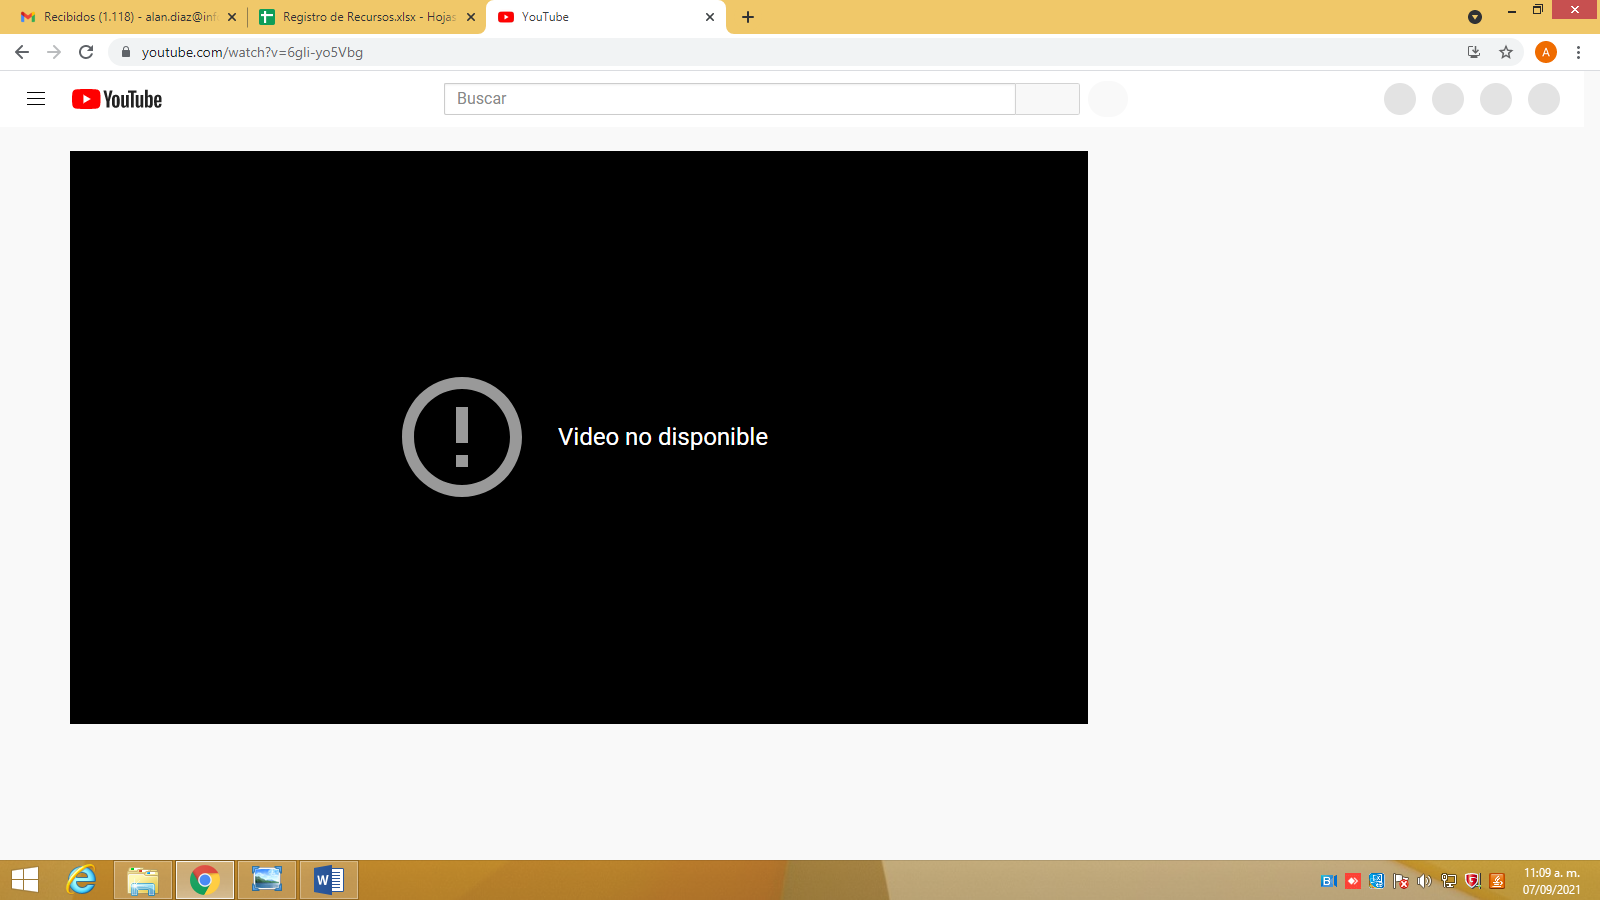 Recibidos (1.118) - alan.diaz@inf
Registro de Recursos.xlsx - Hojas
YouTube
youtube.com/watch?v=6gli-yo5Vbg
A
YouTube
Buscar
Video no disponible
11:09 a. m.
07/09/2021